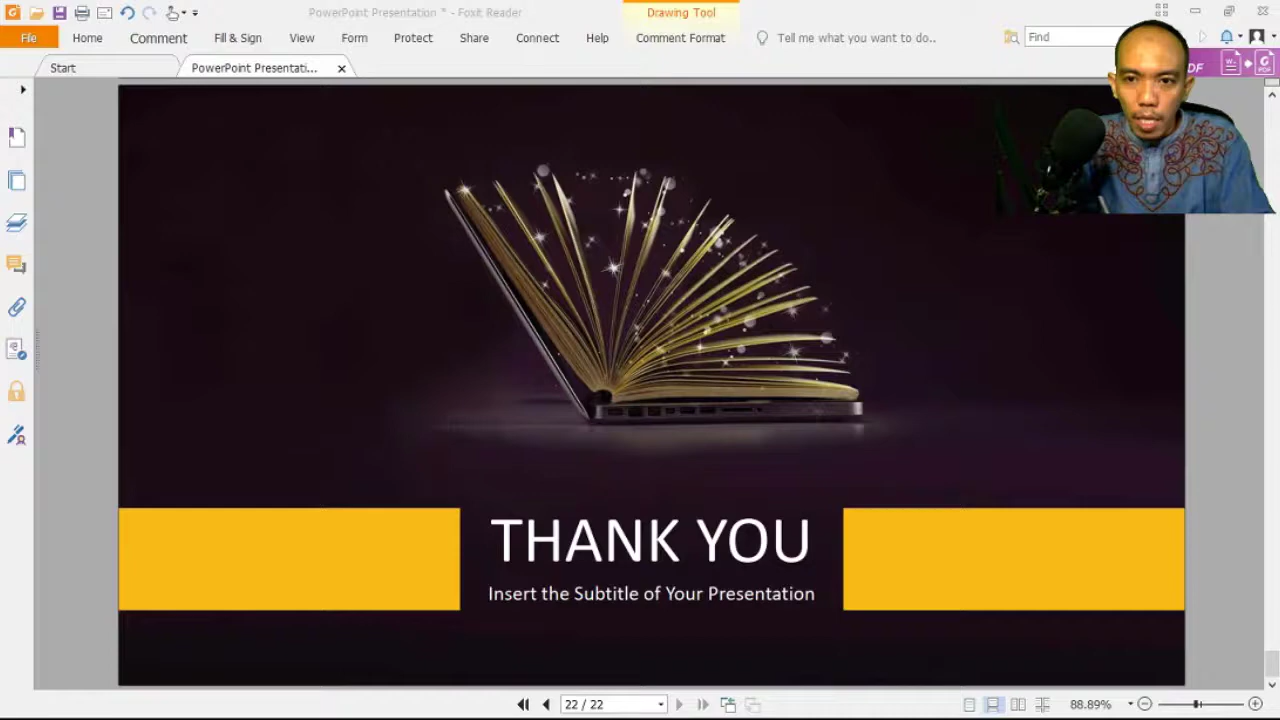 PowerPoint Presentation * - Foxit Reader
Drawing Tool
File
Home
Comment
Fill & Sign
View
Form
Protect
Share
Connect
Help
Comment Format
Tell me what you want to do..
Find
DF
Start
PowerPoint Presentati...
THANK YOU
Insert the Subtitle of Your Presentation
22 / 22
88.89%